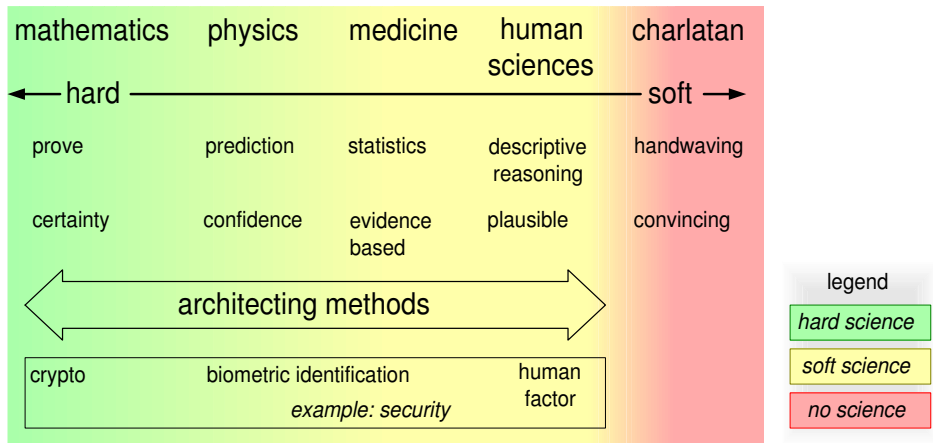 mathematics physics medicine human sciences charlatan
hard soft
prove prediction statistics descriptive reasoning handwaving
certainty confidence evidence based plausible convincing
architecting methods
crypto biometric identification human factor
example: security
legend
hard science
soft science
no science